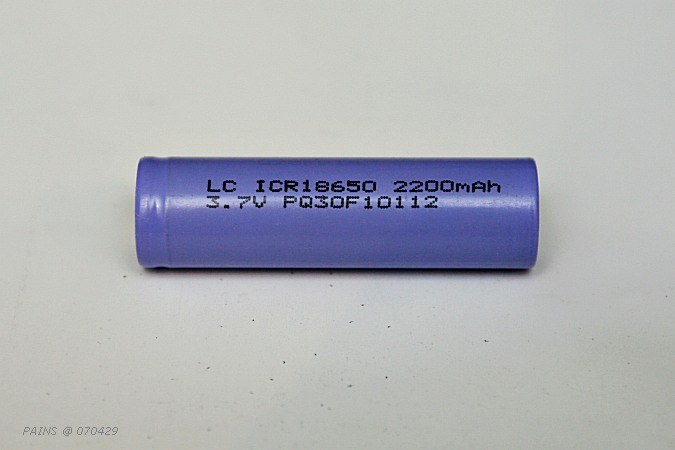 LC ICR18650 2200mAh
3.7V PQ30F10112
PAINS @ 070429